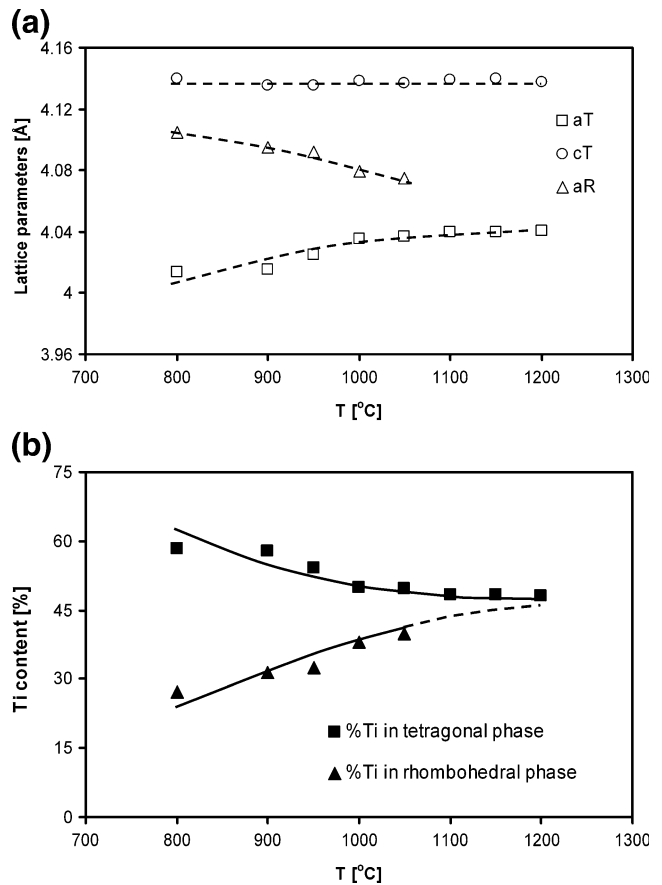 (a)
4.16
4.12
4.08
4.04
4
3.96
Lattice parameters [Å]
aT
cT
aR
700 800 900 1000 1100 1200 1300
T [°C]
(b)
75
60
45
30
15
0
Ti content [%]
%Ti in tetragonal phase
%Ti in rhombohedral phase
700 800 900 1000 1100 1200 1300
T [°C]